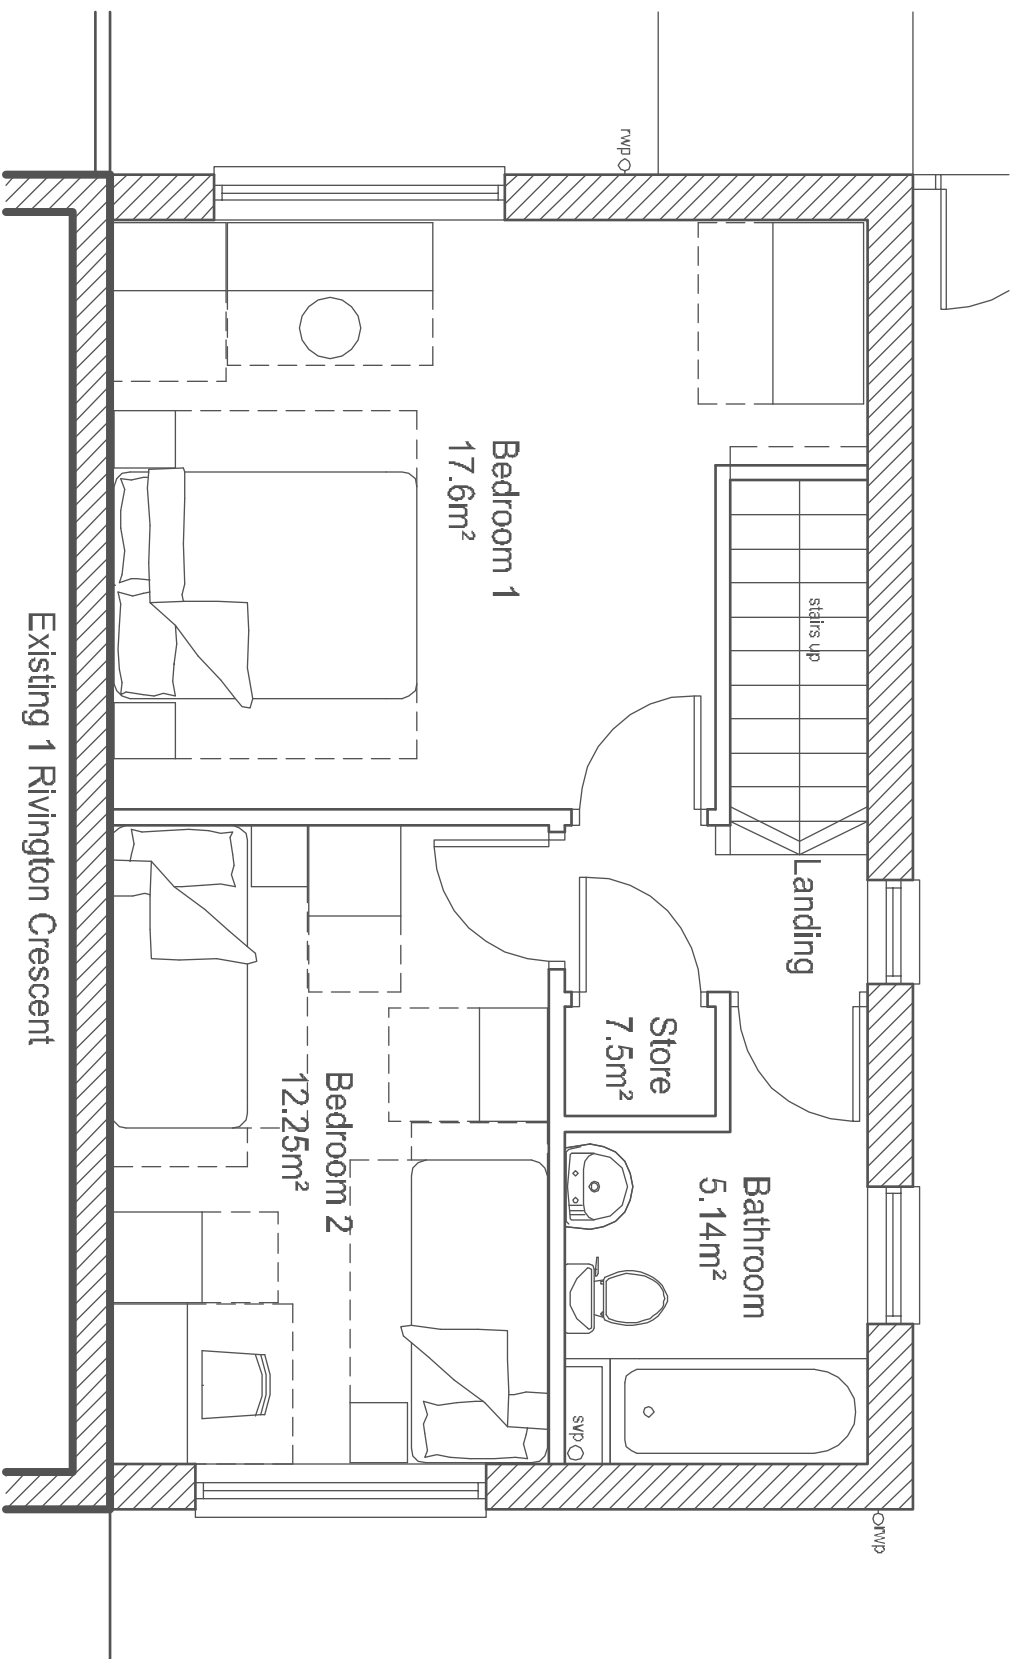 rwp
Bedroom 1
17.6m²
stairs up
Landing
Store
7.5m²
Bedroom 2
12.25m²
Bathroom
5.14m²
svp
rwp
Existing 1 Rivington Crescent